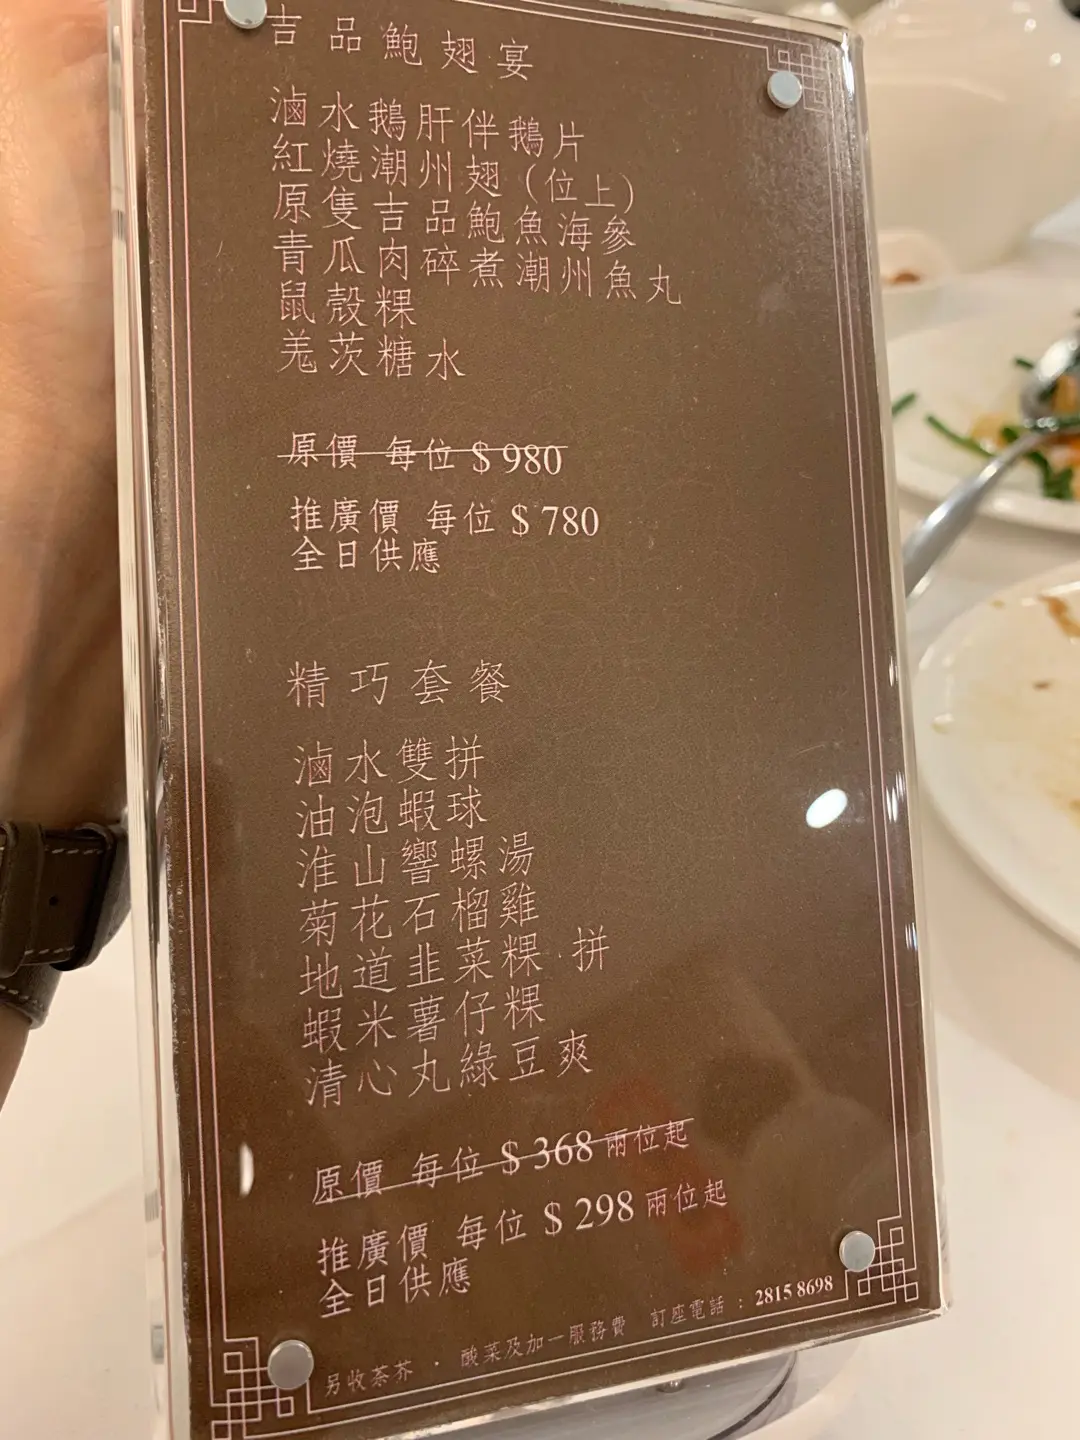 吉品鮑翅宴
滷水鵝肝伴鵝片
紅燒潮州翅(位上)
原隻吉品鮑魚海參
青瓜肉碎煮潮州魚丸
鼠殼粿
羗茨糖水
原價 每位 $980
推廣價 每位 $780
全日供應
精巧套餐
滷水雙拼
油泡蝦球
淮山響螺湯
菊花石榴雞
地道韭菜粿拼
蝦米薯仔粿
清心丸綠豆爽
原價 每位 $368 兩位起
推廣價 每位 $298 兩位起
全日供應
另收茶芥 · 酸菜及加一服務費 訂座電話 : 2815 8698